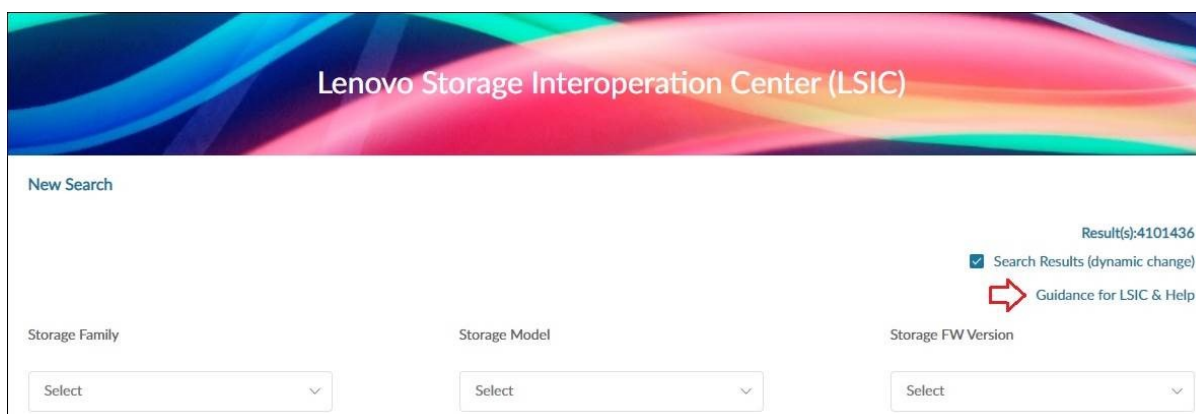 Lenovo Storage Interoperation Center (LSIC)
New Search
Result(s):4101436
Search Results (dynamic change)
Guidance for LSIC & Help
Storage Family
Storage Model
Storage FW Version
Select
Select
Select